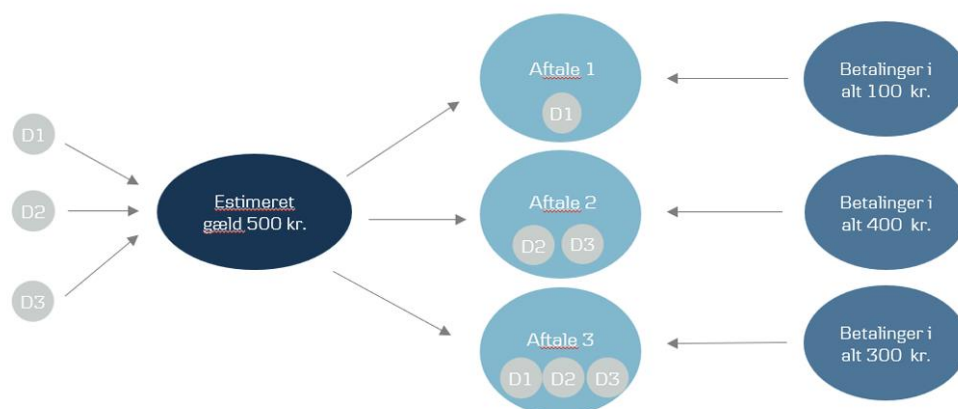 D1
D2
D3
Estimeret
gæld 500 kr.
Aftale 1
D1
Aftale 2
D2 D3
Aftale 3
D1 D2 D3
Betalinger i
alt 100 kr.
Betalinger i
alt 400 kr.
Betalinger i
alt 300 kr.